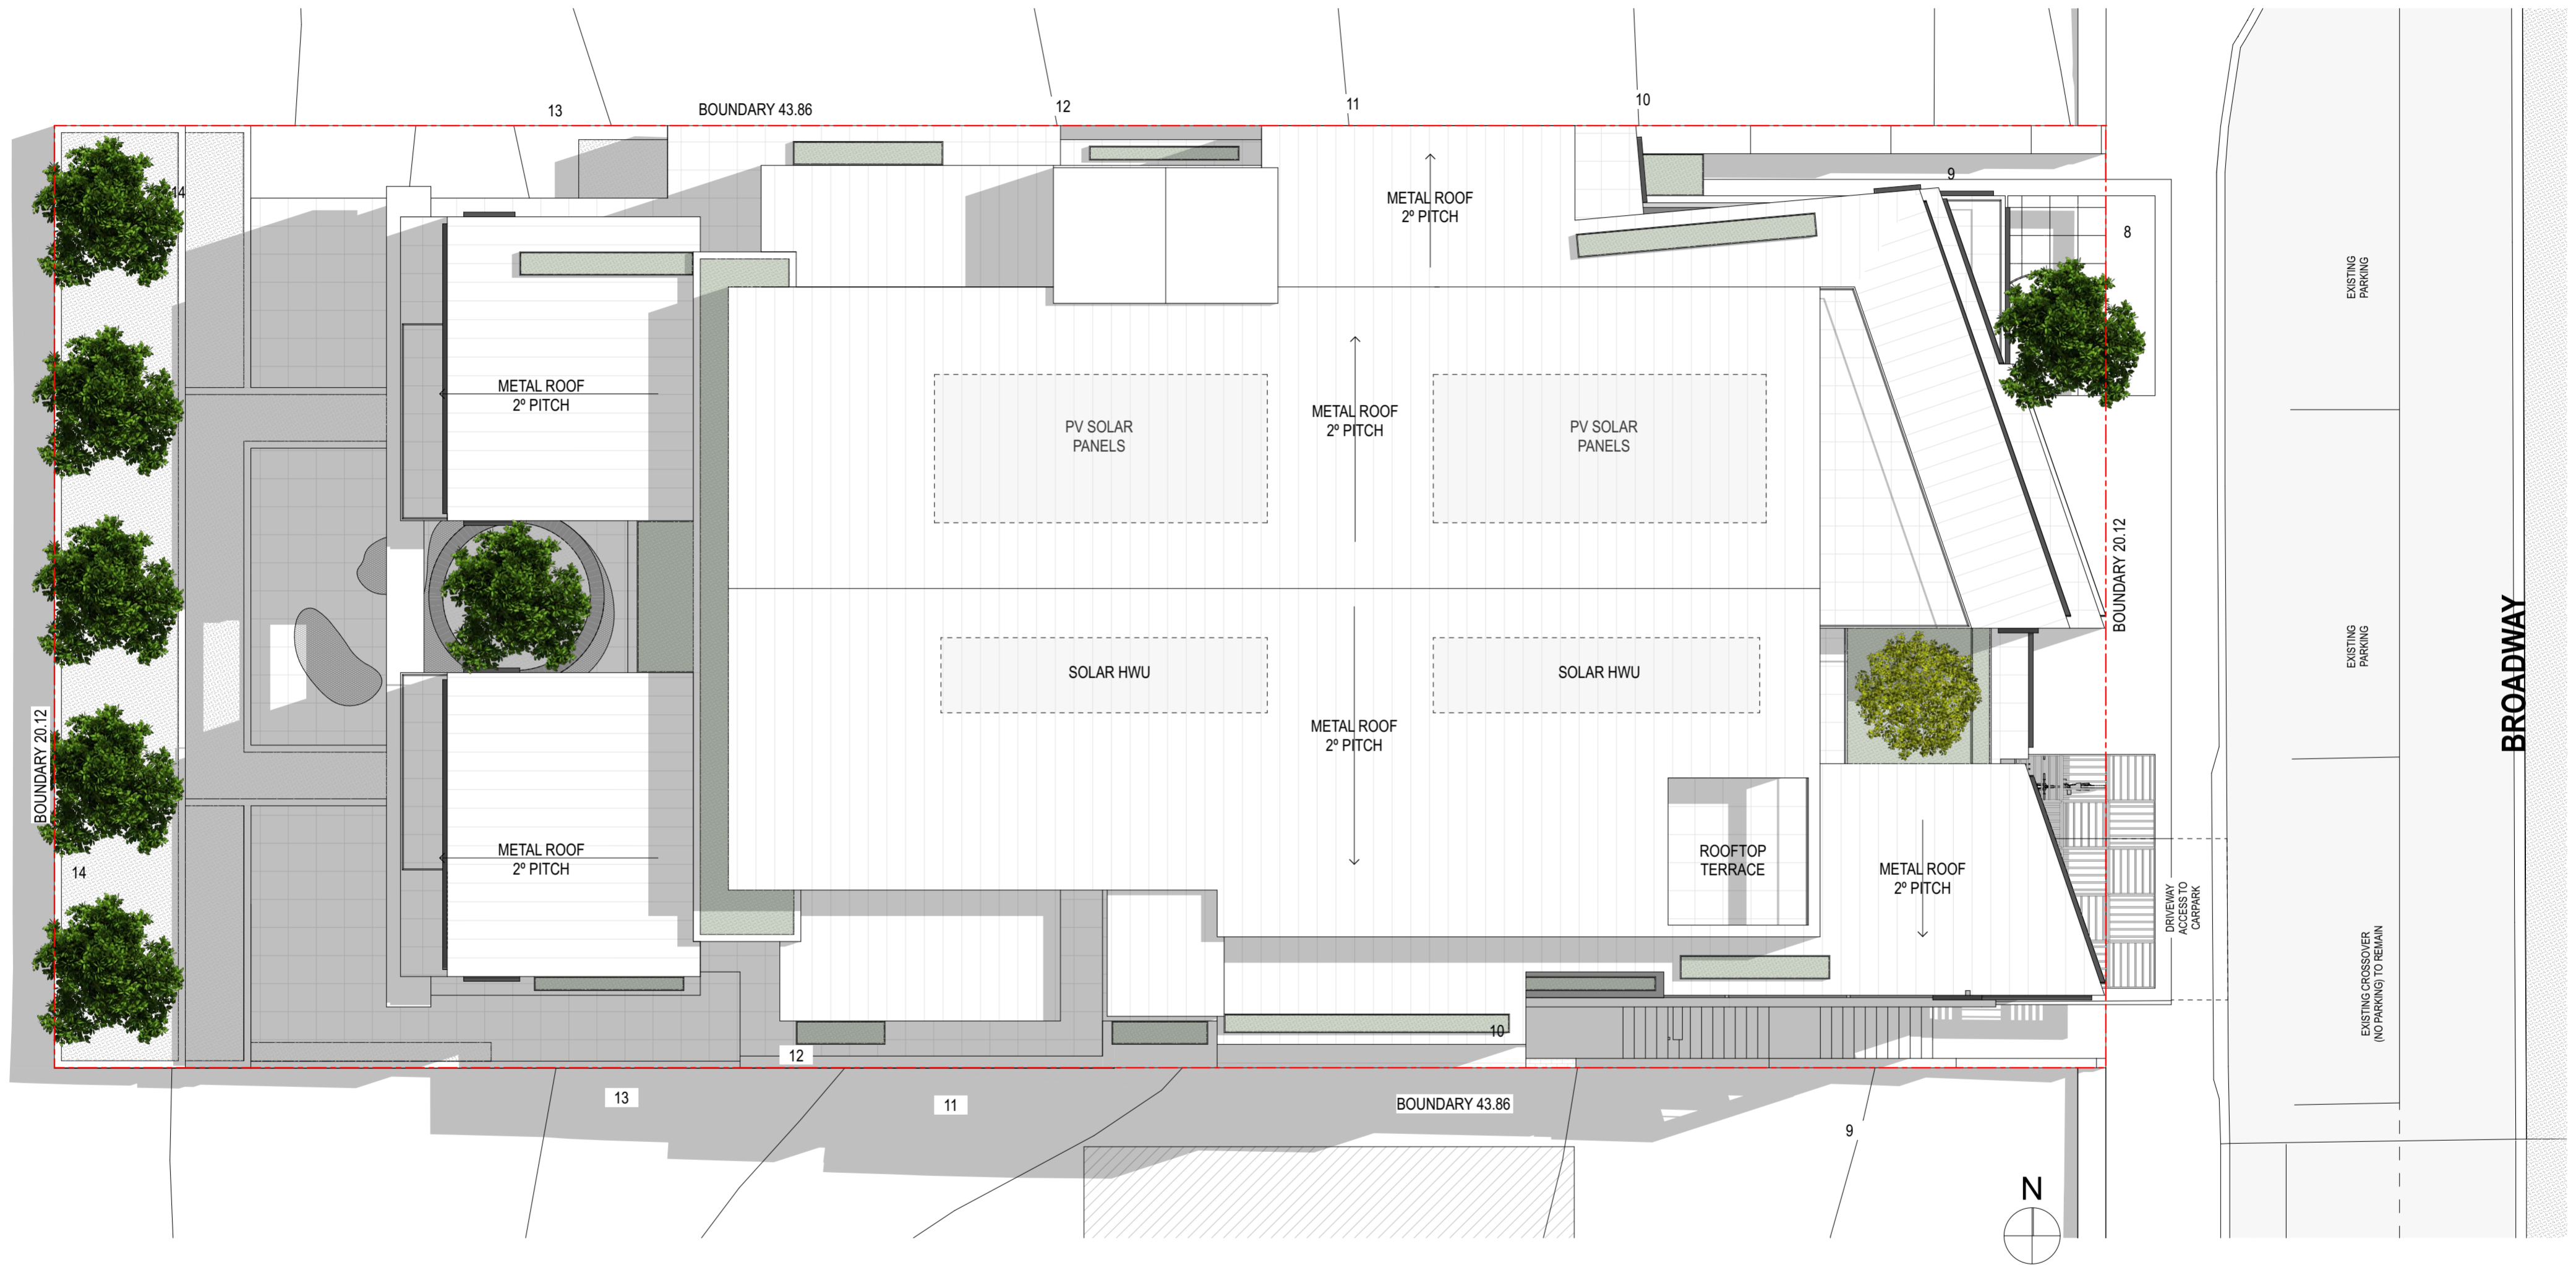 13
BOUNDARY 43.86
12
11
10
14
9
METAL ROOF
2º PITCH
8
EXISTING
PARKING
METAL ROOF
2º PITCH
METAL ROOF
2º PITCH
PV SOLAR
PANELS
PV SOLAR
PANELS
BOUNDARY 20.12
EXISTING
PARKING
BROADWAY
SOLAR HWU
SOLAR HWU
METAL ROOF
2º PITCH
BOUNDARY 20.12
METAL ROOF
2º PITCH
ROOFTOP
TERRACE
METAL ROOF
2º PITCH
14
DRIVEWAY
ACCESS TO
CARPARK
EXISTING CROSSOVER
(NO PARKING) TO REMAIN
10
12
13
11
BOUNDARY 43.86
9
N